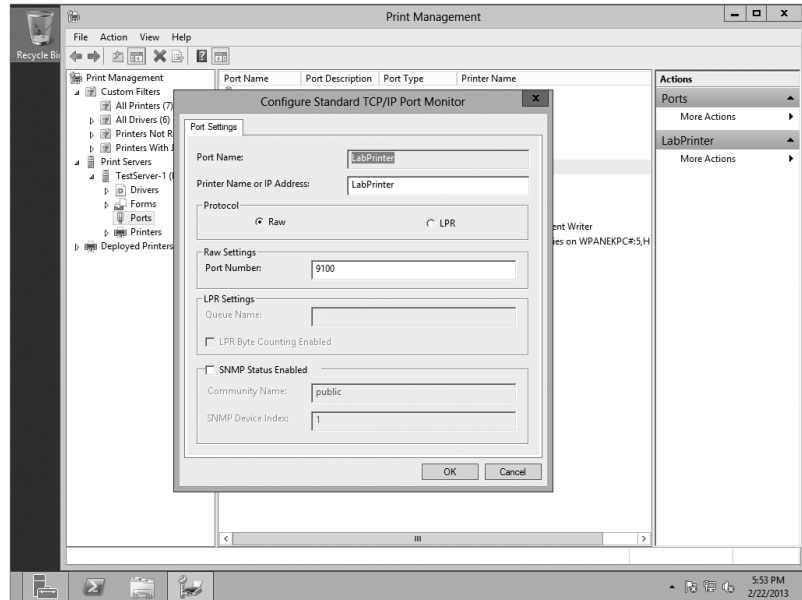 Print Management
Recycle Bi
File Action View Help
Print Management
Custom Filters
All Printers (7)
All Drivers (6)
Printers Not R
Printers With J
Print Servers
TestServer-1 (
Drivers
Forms
Ports
Printers
Deployed Printers
Port Name Port Description Port Type Printer Name
ent Writer
ies on WPANEKPC#:5,H
Configure Standard TCP/IP Port Monitor
x
Port Settings
Port Name: LabPrinter
Printer Name or IP Address: LabPrinter
Protocol
Raw LPR
Raw Settings
Port Number: 9100
LPR Settings
Queue Name:
LPR Byte Counting Enabled
SNMP Status Enabled
Community Name: public
SNMP Device Index: 1
OK Cancel
Actions
Ports
More Actions
LabPrinter
More Actions
5:53 PM
2/22/2013